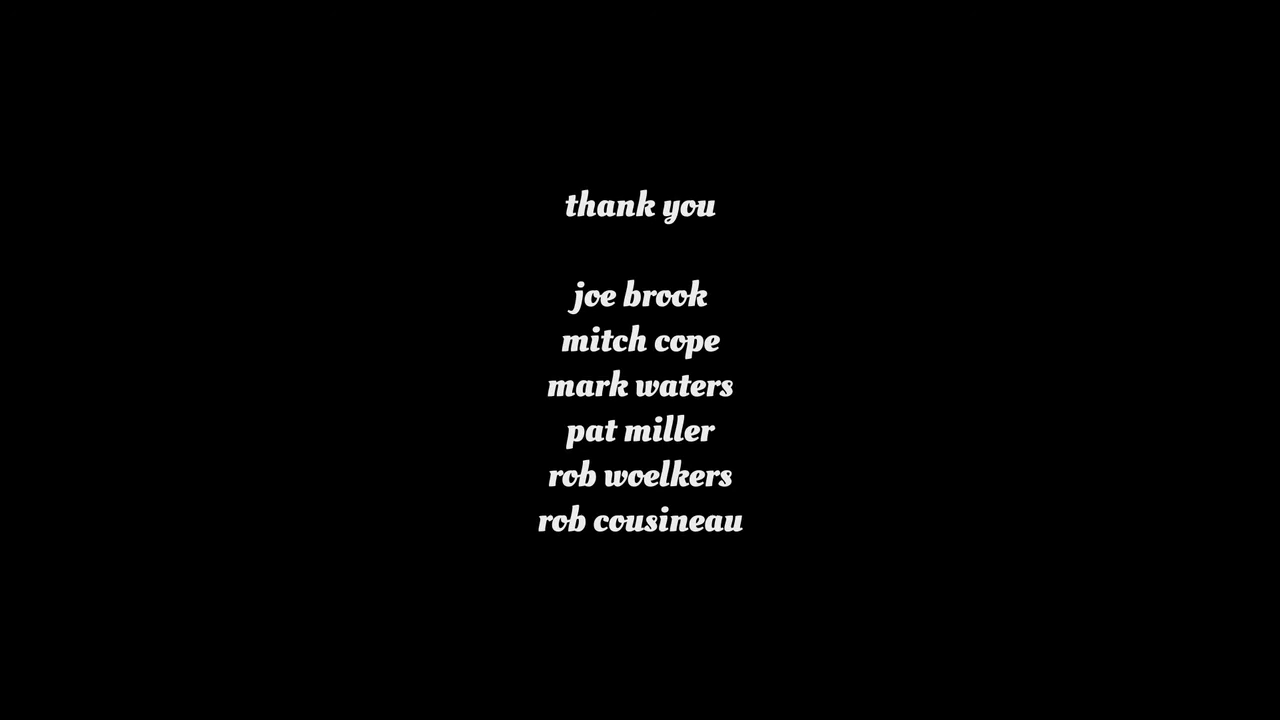 thank you
joe brook
mitch cope
mark waters
pat miller
rob woelkers
rob cousineau